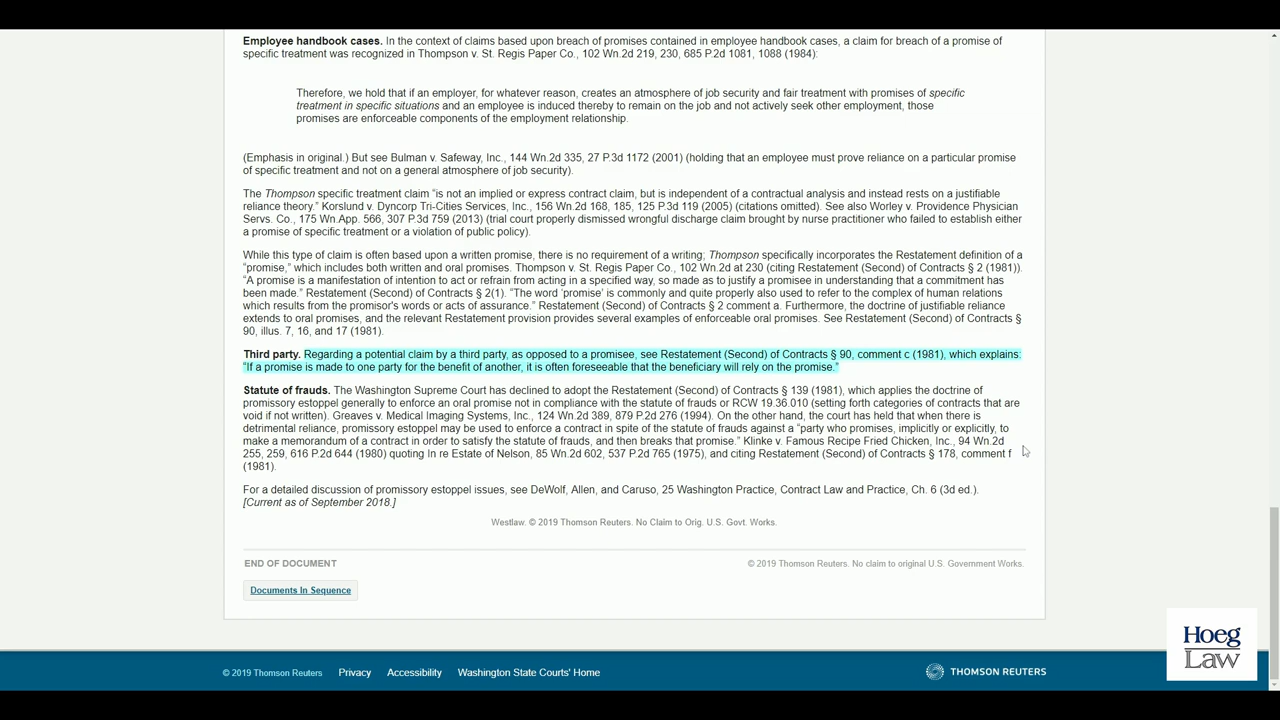 Employee handbook cases. In the context of claims based upon breach of promises contained in employee handbook cases, a claim for breach of a promise of
specific treatment was recognized in Thompson v. St. Regis Paper Co., 102 Wn.2d 219, 230, 685 P.2d 1081, 1088 (1984):
Therefore, we hold that if an employer, for whatever reason, creates an atmosphere of job security and fair treatment with promises of specific
treatment in specific situations and an employee is induced thereby to remain on the job and not actively seek other employment, those
promises are enforceable components of the employment relationship.
(Emphasis in original.) But see Bulman v. Safeway, Inc., 144 Wn.2d 335, 27 P.3d 1172 (2001) (holding that an employee must prove reliance on a particular promise
of specific treatment and not on a general atmosphere of job security).
The Thompson specific treatment claim “is not an implied or express contract claim, but is independent of a contractual analysis and instead rests on a justifiable
reliance theory.” Korslund v. Dyncorp Tri-Cities Services, Inc., 156 Wn.2d 168, 185, 125 P.3d 119 (2005) (citations omitted). See also Worley v. Providence Physician
Servs. Co., 175 Wn.App. 566, 307 P.3d 759 (2013) (trial court properly dismissed wrongful discharge claim brought by nurse practitioner who failed to establish either
a promise of specific treatment or a violation of public policy).
While this type of claim is often based upon a written promise, there is no requirement of a writing; Thompson specifically incorporates the Restatement definition of a
“promise,” which includes both written and oral promises. Thompson v. St. Regis Paper Co., 102 Wn.2d at 230 (citing Restatement (Second) of Contracts § 2 (1981)).
“A promise is a manifestation of intention to act or refrain from acting in a specified way, so made as to justify a promisee in understanding that a commitment has
been made.” Restatement (Second) of Contracts § 2(1). “The word ‘promise’ is commonly and quite properly also used to refer to the complex of human relations
which results from the promisor's words or acts of assurance.” Restatement (Second) of Contracts § 2 comment a. Furthermore, the doctrine of justifiable reliance
extends to oral promises, and the relevant Restatement provision provides several examples of enforceable oral promises. See Restatement (Second) of Contracts §
90, illus. 7, 16, and 17 (1981).
Third party. Regarding a potential claim by a third party, as opposed to a promisee, see Restatement (Second) of Contracts § 90, comment c (1981), which explains:
“If a promise is made to one party for the benefit of another, it is often foreseeable that the beneficiary will rely on the promise.”
Statute of frauds. The Washington Supreme Court has declined to adopt the Restatement (Second) of Contracts § 139 (1981), which applies the doctrine of
promissory estoppel generally to enforce an oral promise not in compliance with the statute of frauds or RCW 19.36.010 (setting forth categories of contracts that are
void if not written). Greaves v. Medical Imaging Systems, Inc., 124 Wn.2d 389, 879 P.2d 276 (1994). On the other hand, the court has held that when there is
detrimental reliance, promissory estoppel may be used to enforce a contract in spite of the statute of frauds against a “party who promises, implicitly or explicitly, to
make a memorandum of a contract in order to satisfy the statute of frauds, and then breaks that promise.” Klinke v. Famous Recipe Fried Chicken, Inc., 94 Wn.2d
255, 259, 616 P.2d 644 (1980) quoting In re Estate of Nelson, 85 Wn.2d 602, 537 P.2d 765 (1975), and citing Restatement (Second) of Contracts § 178, comment f
(1981).
For a detailed discussion of promissory estoppel issues, see DeWolf, Allen, and Caruso, 25 Washington Practice, Contract Law and Practice, Ch. 6 (3d ed.).
[Current as of September 2018.]
Westlaw. © 2019 Thomson Reuters. No Claim to Orig. U.S. Govt. Works.
END OF DOCUMENT
© 2019 Thomson Reuters. No claim to original U.S. Government Works.
Documents In Sequence
Hoeg
Law
© 2019 Thomson Reuters Privacy Accessibility Washington State Courts' Home THOMSON REUTERS